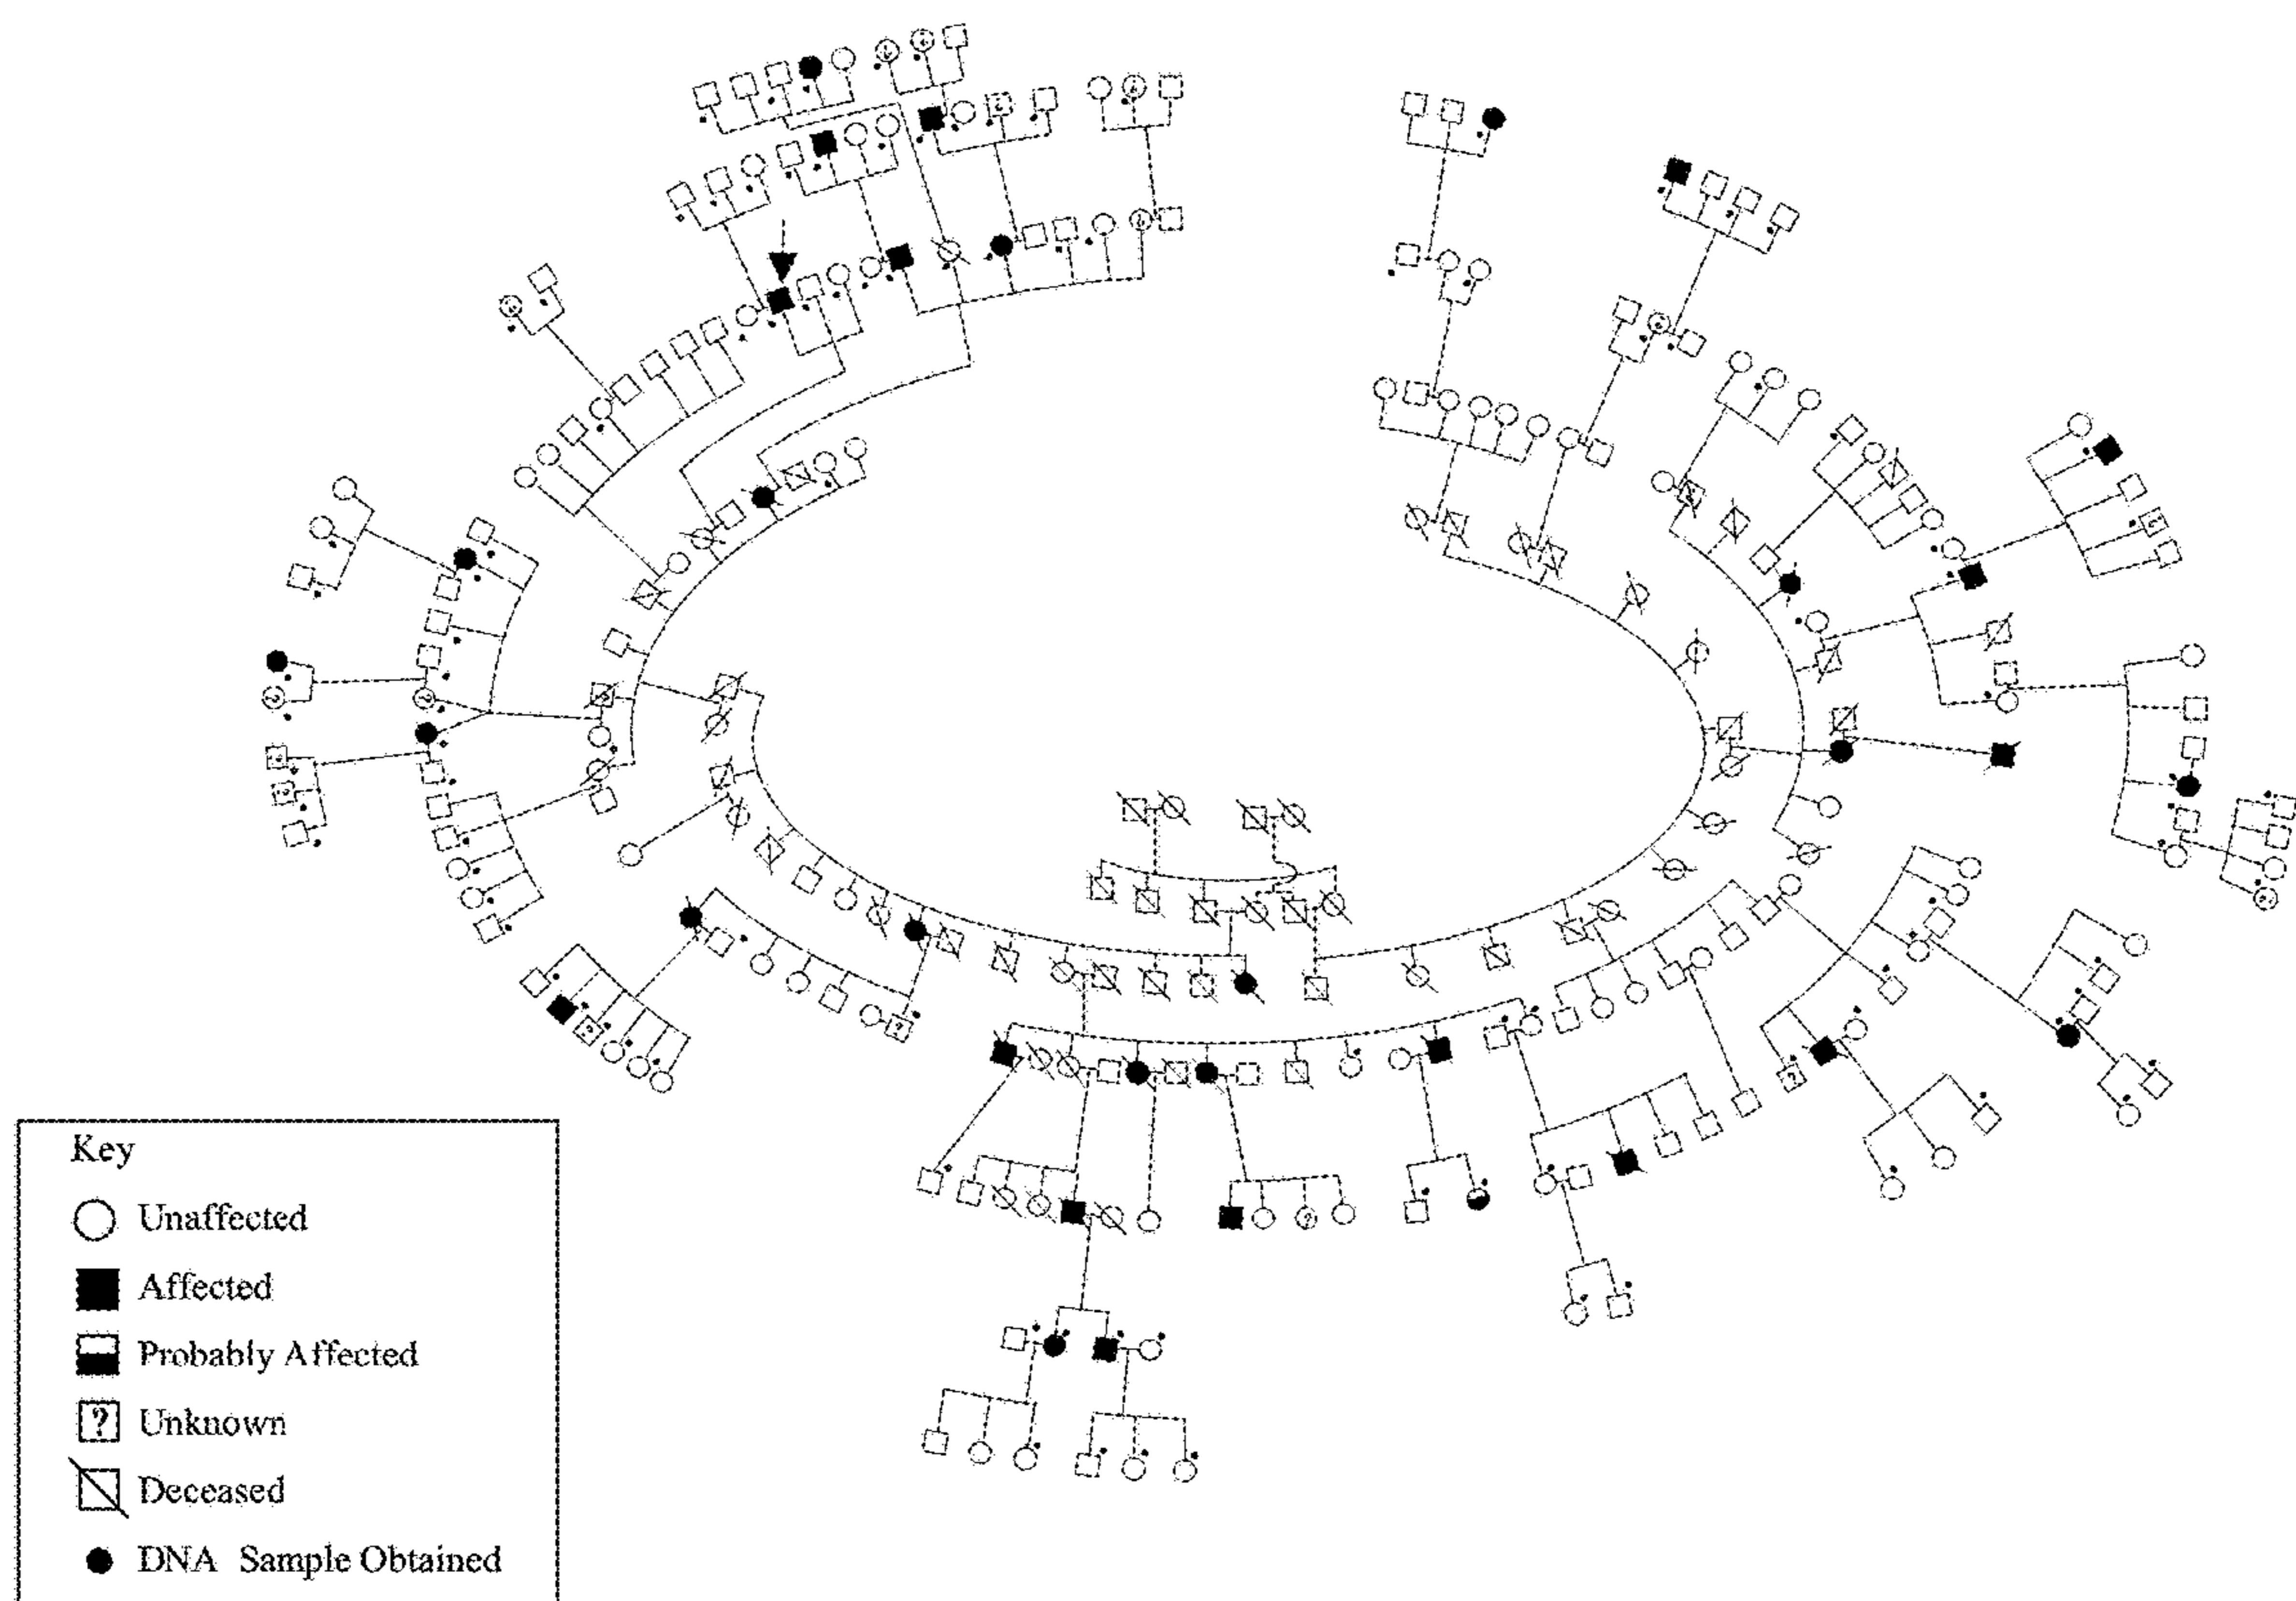 Key
Unaffected
Affected
Probably Affected
? Unknown
Deceased
DNA Sample Obtained